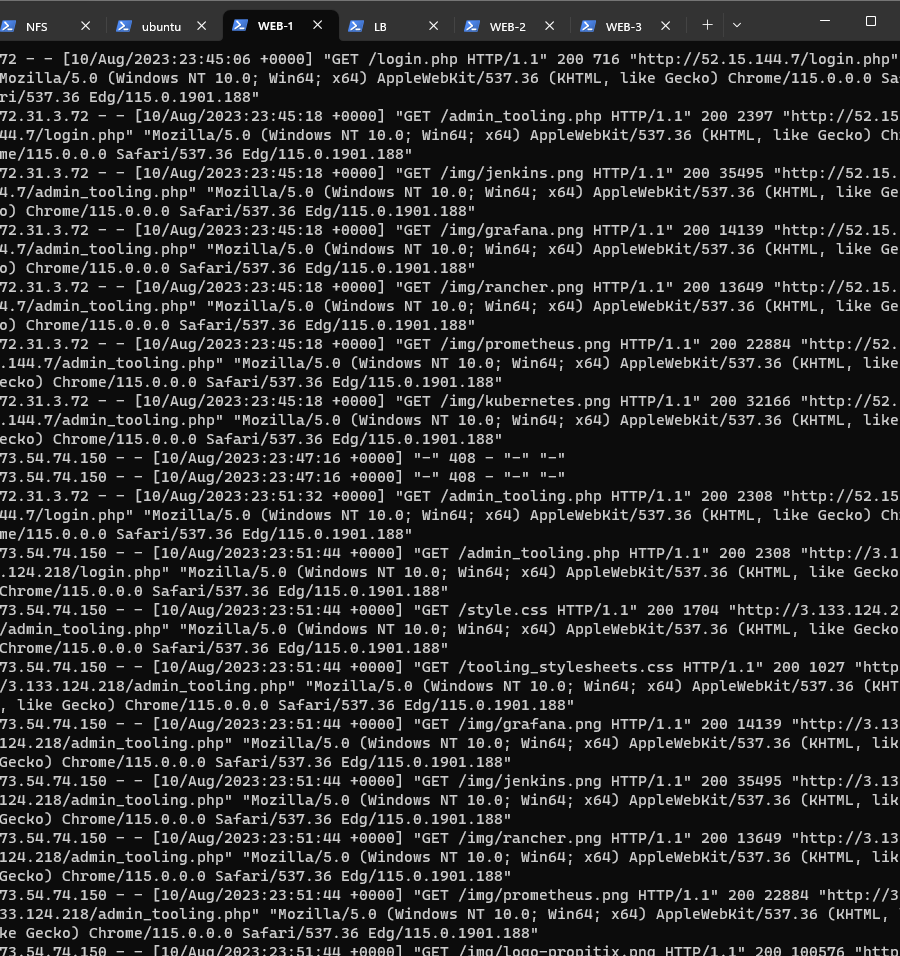 NFS ubuntu WEB-1 LB WEB-2 WEB-3
72 - - [10/Aug/2023:23:45:06 +0000] "GET /login.php HTTP/1.1" 200 716 "http://52.15.144.7/login.php"
Mozilla/5.0 (Windows NT 10.0; Win64; x64) AppleWebKit/537.36 (KHTML, like Gecko) Chrome/115.0.0.0 Sa
ri/537.36 Edg/115.0.1901.188"
72.31.3.72 - - [10/Aug/2023:23:45:18 +0000] "GET /admin_tooling.php HTTP/1.1" 200 2397 "http://52.15
44.7/login.php" "Mozilla/5.0 (Windows NT 10.0; Win64; x64) AppleWebKit/537.36 (KHTML, like Gecko) Ch
me/115.0.0.0 Safari/537.36 Edg/115.0.1901.188"
72.31.3.72 - - [10/Aug/2023:23:45:18 +0000] "GET /img/jenkins.png HTTP/1.1" 200 35495 "http://52.15.
4.7/admin_tooling.php" "Mozilla/5.0 (Windows NT 10.0; Win64; x64) AppleWebKit/537.36 (KHTML, like Ge
o) Chrome/115.0.0.0 Safari/537.36 Edg/115.0.1901.188"
72.31.3.72 - - [10/Aug/2023:23:45:18 +0000] "GET /img/grafana.png HTTP/1.1" 200 14139 "http://52.15.
4.7/admin_tooling.php" "Mozilla/5.0 (Windows NT 10.0; Win64; x64) AppleWebKit/537.36 (KHTML, like Ge
o) Chrome/115.0.0.0 Safari/537.36 Edg/115.0.1901.188"
72.31.3.72 - - [10/Aug/2023:23:45:18 +0000] "GET /img/rancher.png HTTP/1.1" 200 13649 "http://52.15.
4.7/admin_tooling.php" "Mozilla/5.0 (Windows NT 10.0; Win64; x64) AppleWebKit/537.36 (KHTML, like Ge
o) Chrome/115.0.0.0 Safari/537.36 Edg/115.0.1901.188"
72.31.3.72 - - [10/Aug/2023:23:45:18 +0000] "GET /img/prometheus.png HTTP/1.1" 200 22884 "http://52.
.144.7/admin_tooling.php" "Mozilla/5.0 (Windows NT 10.0; Win64; x64) AppleWebKit/537.36 (KHTML, like
ecko) Chrome/115.0.0.0 Safari/537.36 Edg/115.0.1901.188"
72.31.3.72 - - [10/Aug/2023:23:45:18 +0000] "GET /img/kubernetes.png HTTP/1.1" 200 32166 "http://52.
.144.7/admin_tooling.php" "Mozilla/5.0 (Windows NT 10.0; Win64; x64) AppleWebKit/537.36 (KHTML, like
ecko) Chrome/115.0.0.0 Safari/537.36 Edg/115.0.1901.188"
73.54.74.150 - - [10/Aug/2023:23:47:16 +0000] "-" 408 - "-" "-"
73.54.74.150 - - [10/Aug/2023:23:47:16 +0000] "-" 408 - "-" "-"
72.31.3.72 - - [10/Aug/2023:23:51:32 +0000] "GET /admin_tooling.php HTTP/1.1" 200 2308 "http://52.15
44.7/login.php" "Mozilla/5.0 (Windows NT 10.0; Win64; x64) AppleWebKit/537.36 (KHTML, like Gecko) Ch
me/115.0.0.0 Safari/537.36 Edg/115.0.1901.188"
73.54.74.150 - - [10/Aug/2023:23:51:44 +0000] "GET /admin_tooling.php HTTP/1.1" 200 2308 "http://3.1
.124.218/login.php" "Mozilla/5.0 (Windows NT 10.0; Win64; x64) AppleWebKit/537.36 (KHTML, like Gecko
Chrome/115.0.0.0 Safari/537.36 Edg/115.0.1901.188"
73.54.74.150 - - [10/Aug/2023:23:51:44 +0000] "GET /style.css HTTP/1.1" 200 1704 "http://3.133.124.2
/admin_tooling.php" "Mozilla/5.0 (Windows NT 10.0; Win64; x64) AppleWebKit/537.36 (KHTML, like Gecko
Chrome/115.0.0.0 Safari/537.36 Edg/115.0.1901.188"
73.54.74.150 - - [10/Aug/2023:23:51:44 +0000] "GET /tooling_stylesheets.css HTTP/1.1" 200 1027 "http
/3.133.124.218/admin_tooling.php" "Mozilla/5.0 (Windows NT 10.0; Win64; x64) AppleWebKit/537.36 (KHT
, like Gecko) Chrome/115.0.0.0 Safari/537.36 Edg/115.0.1901.188"
73.54.74.150 - - [10/Aug/2023:23:51:44 +0000] "GET /img/grafana.png HTTP/1.1" 200 14139 "http://3.13
124.218/admin_tooling.php" "Mozilla/5.0 (Windows NT 10.0; Win64; x64) AppleWebKit/537.36 (KHTML, lik
Gecko) Chrome/115.0.0.0 Safari/537.36 Edg/115.0.1901.188"
73.54.74.150 - - [10/Aug/2023:23:51:44 +0000] "GET /img/jenkins.png HTTP/1.1" 200 35495 "http://3.13
124.218/admin_tooling.php" "Mozilla/5.0 (Windows NT 10.0; Win64; x64) AppleWebKit/537.36 (KHTML, lik
Gecko) Chrome/115.0.0.0 Safari/537.36 Edg/115.0.1901.188"
73.54.74.150 - - [10/Aug/2023:23:51:44 +0000] "GET /img/rancher.png HTTP/1.1" 200 13649 "http://3.13
124.218/admin_tooling.php" "Mozilla/5.0 (Windows NT 10.0; Win64; x64) AppleWebKit/537.36 (KHTML, lik
Gecko) Chrome/115.0.0.0 Safari/537.36 Edg/115.0.1901.188"
73.54.74.150 - - [10/Aug/2023:23:51:44 +0000] "GET /img/prometheus.png HTTP/1.1" 200 22884 "http://3
33.124.218/admin_tooling.php" "Mozilla/5.0 (Windows NT 10.0; Win64; x64) AppleWebKit/537.36 (KHTML,
ke Gecko) Chrome/115.0.0.0 Safari/537.36 Edg/115.0.1901.188"
73.54.74.150 - - [10/Aug/2023:23:51:44 +0000] "GET /img/logo-propitix.png HTTP/1.1" 200 100576 "http